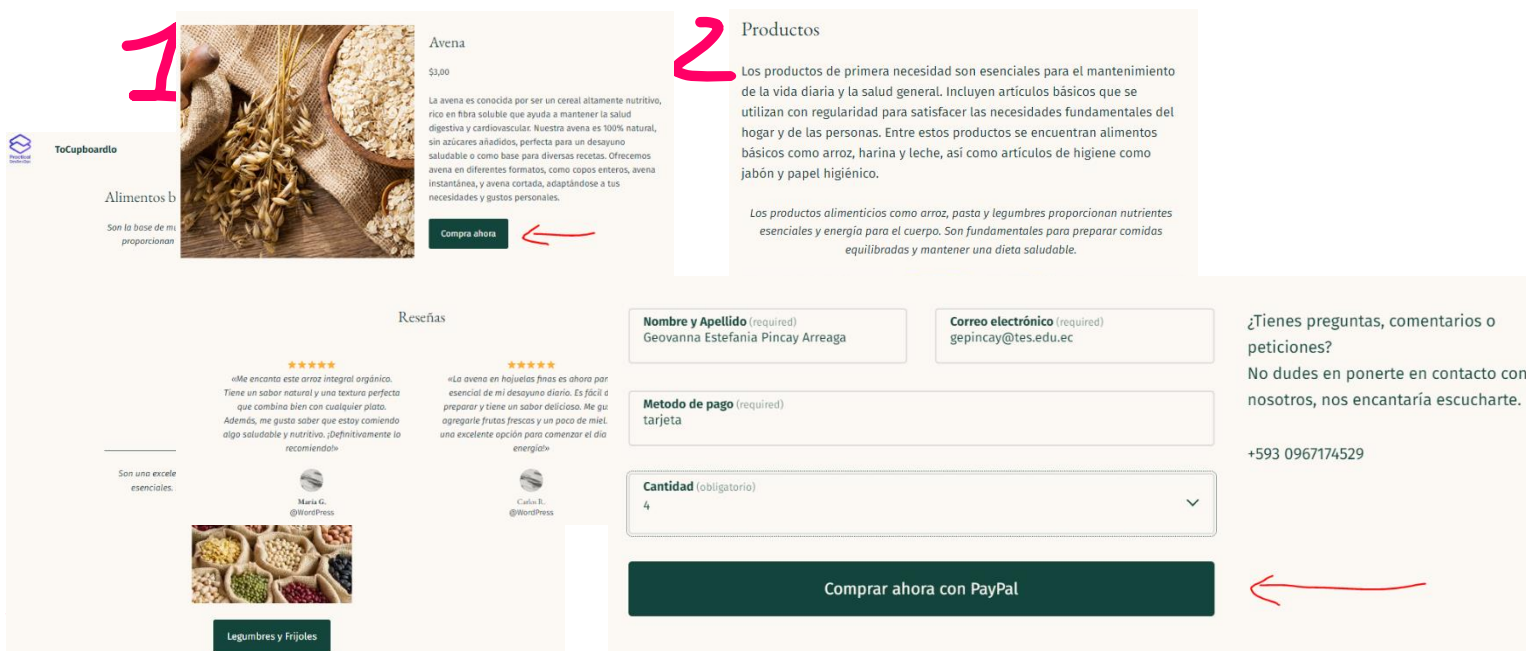 1
Avena
$3,00
La avena es conocida por ser un cereal altamente nutritivo,
rico en fibra soluble que ayuda a mantener la salud
digestiva y cardiovascular. Nuestra avena es 100% natural,
sin azúcares añadidos, perfecta para un desayuno
saludable o como base para diversas recetas. Ofrecemos
avena en diferentes formatos, como copos enteros, avena
instantánea, y avena cortada, adaptándose a tus
necesidades y gustos personales.
Compra ahora
2
Productos
Los productos de primera necesidad son esenciales para el mantenimiento
de la vida diaria y la salud general. Incluyen artículos básicos que se
utilizan con regularidad para satisfacer las necesidades fundamentales del
hogar y de las personas. Entre estos productos se encuentran alimentos
básicos como arroz, harina y leche, así como artículos de higiene como
jabón y papel higiénico.
Los productos alimenticios como arroz, pasta y legumbres proporcionan nutrientes
esenciales y energía para el cuerpo. Son fundamentales para preparar comidas
equilibradas y mantener una dieta saludable.
Practical
ToCupboardlo
Alimentos b
Son la base de mu
proporcionan
Reseñas
«Me encanta este arroz integral orgánico.
Tiene un sabor natural y una textura perfecta
que combina bien con cualquier plato.
Además, me gusta saber que estoy comiendo
algo saludable y nutritivo. ¡Definitivamente lo
recomiendo!»
María G.
@WordPress
«La avena en hojuelas finas es ahora par
esencial de mi desayuno diario. Es fácil d
preparar y tiene un sabor delicioso. Me gu
agregarle frutas frescas y un poco de miel.
una excelente opción para comenzar el día
energía!»
Carlos R.
@WordPress
Son una excele
esenciales.
Legumbres y Frijoles
Nombre y Apellido (required)
Geovanna Estefania Pincay Arreaga
Correo electrónico (required)
gepincay@tes.edu.ec
Metodo de pago (required)
tarjeta
Cantidad (obligatorio)
4
Comprar ahora con PayPal
¿Tienes preguntas, comentarios o
peticiones?
No dudes en ponerte en contacto con
nosotros, nos encantaría escucharte.
+593 0967174529